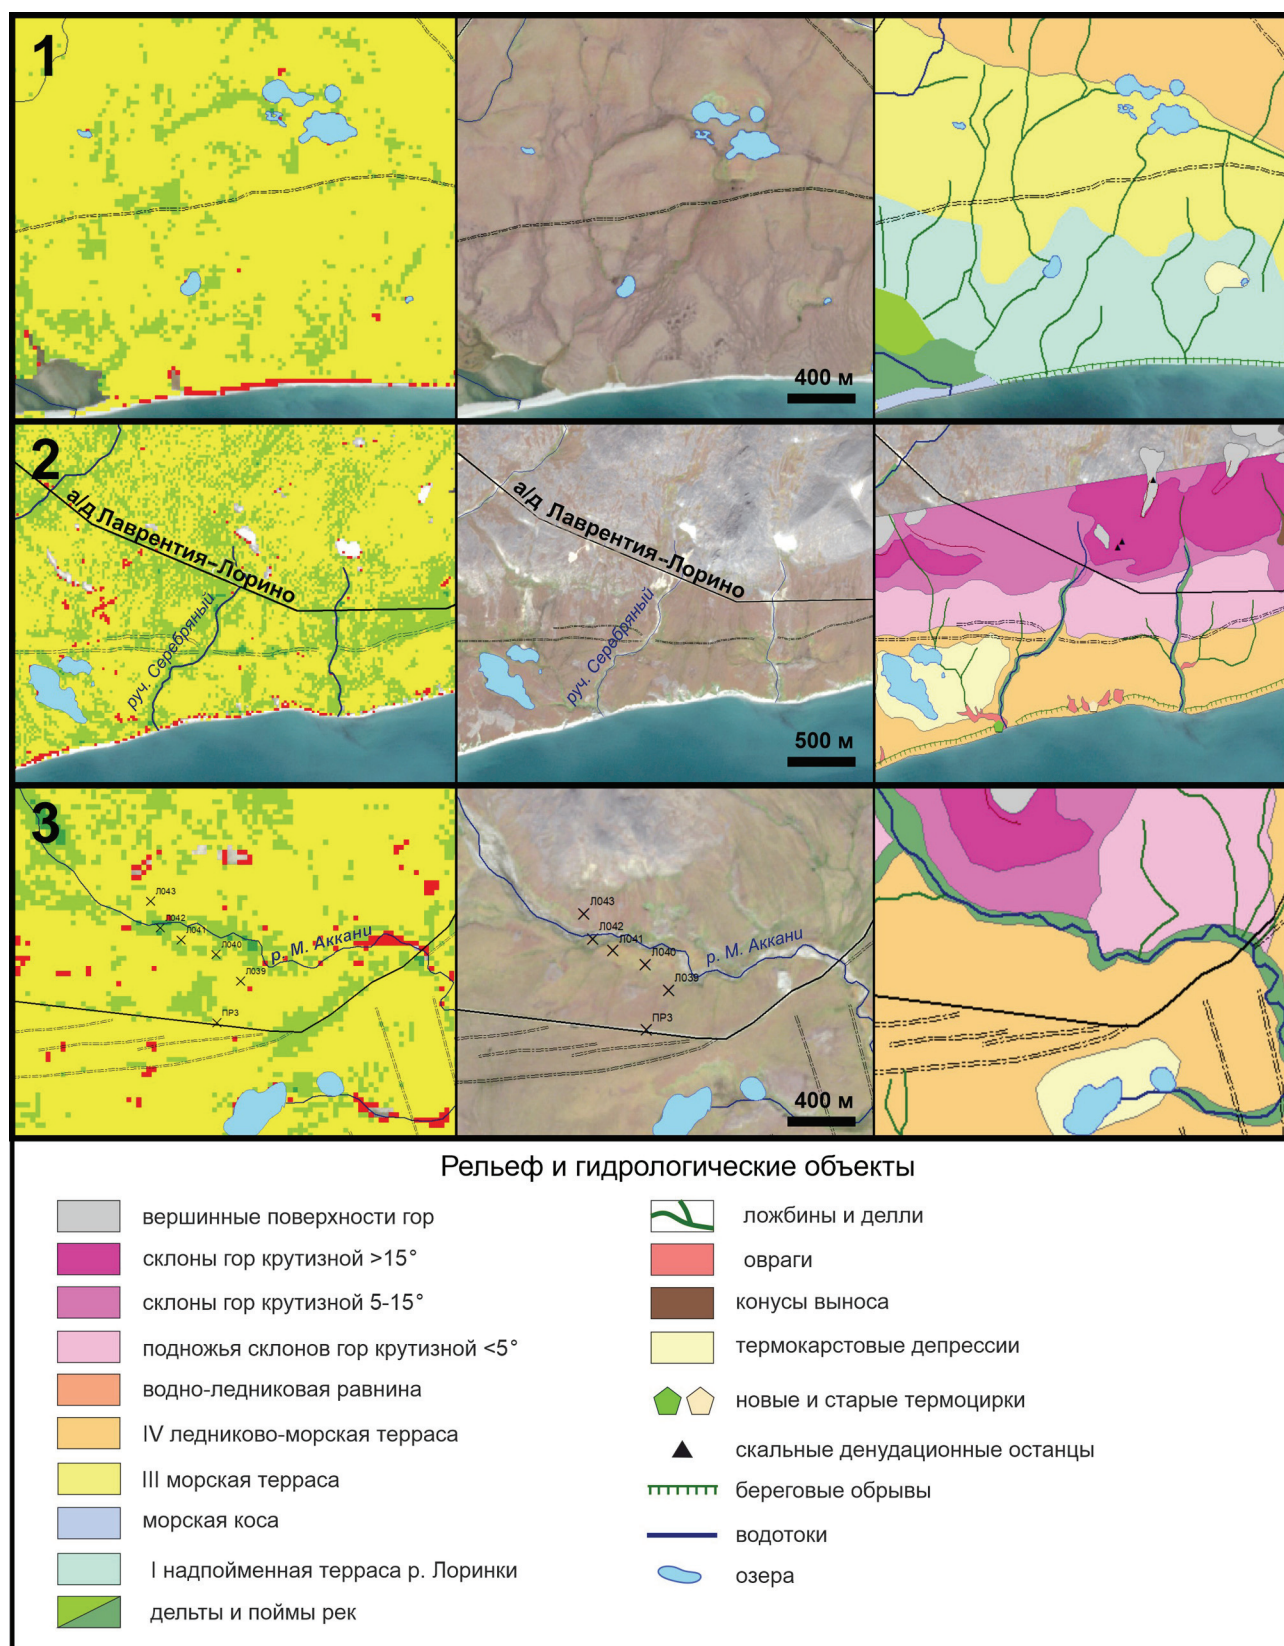 1
400 м
2
а/д Лаврентия-Лорино
руч. Серебряный
а/д Лаврентия-Лорино
руч. Серебряный
500 м
3
Л043
Л042
Л041
Л040
Л039
ПР3
р. М. Аккани
Л043
Л042
Л041
Л040
Л039
ПР3
р. М. Аккани
400 м
Рельеф и гидрологические объекты
вершинные поверхности гор
склоны гор крутизной >15°
склоны гор крутизной 5-15°
подножья склонов гор крутизной <5°
водно-ледниковая равнина
IV ледниково-морская терраса
III морская терраса
морская коса
I надпойменная терраса р. Лоринки
дельты и поймы рек
ложбины и делли
овраги
конусы выноса
термокарстовые депрессии
новые и старые термоцирки
скальные денудационные останцы
береговые обрывы
водотоки
озера